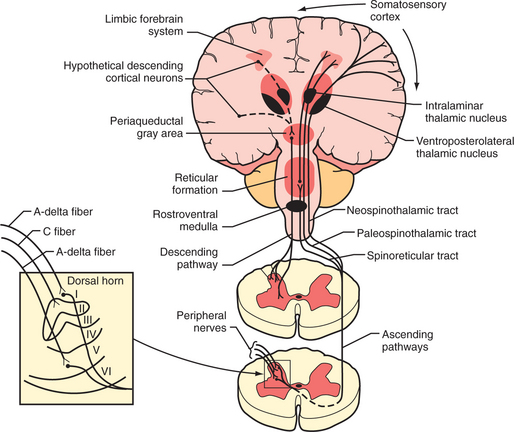 Somatosensory
cortex
Limbic forebrain
system
Hypothetical descending
cortical neurons
Intralaminar
thalamic nucleus
Periaqueductal
gray area
Ventroposterolateral
thalamic nucleus
Reticular
formation
Rostroventral
medulla
Neospinothalamic tract
Paleospinothalamic tract
Descending
pathway
Spinoreticular tract
A-delta fiber
C fiber
A-delta fiber
Dorsal horn
I
II
III
IV
V
VI
Peripheral
nerves
Ascending
pathways